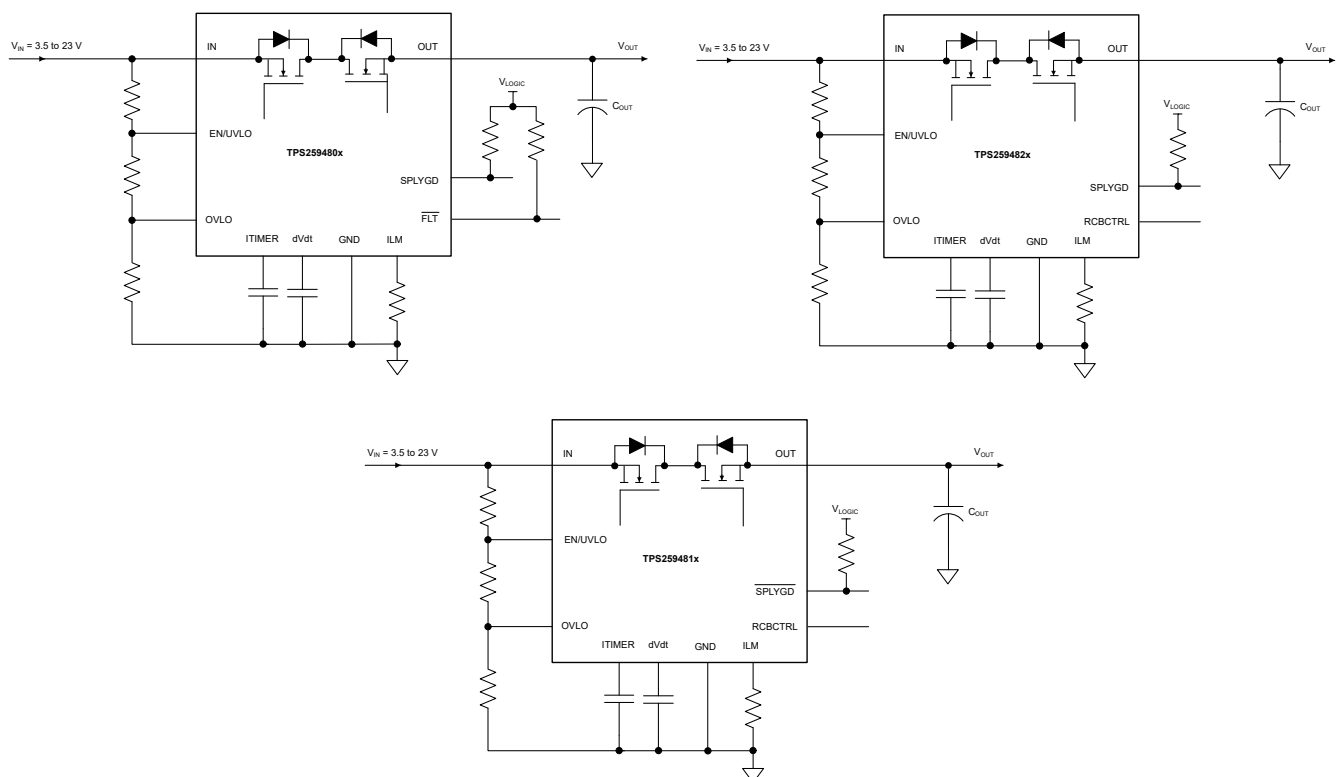 V_IN = 3.5 to 23 V
IN
OUT
V_OUT
V_LOGIC
C_OUT
EN/UVLO
TPS259480x
SPLYGD
OVLO
FLT
ITIMER dVdt GND ILM
V_IN = 3.5 to 23 V
IN
OUT
V_OUT
V_LOGIC
C_OUT
EN/UVLO
TPS259482x
SPLYGD
OVLO
RCBCTRL
ITIMER dVdt GND ILM
V_IN = 3.5 to 23 V
IN
OUT
V_OUT
V_LOGIC
C_OUT
EN/UVLO
TPS259481x
SPLYGD
OVLO
RCBCTRL
ITIMER dVdt GND ILM